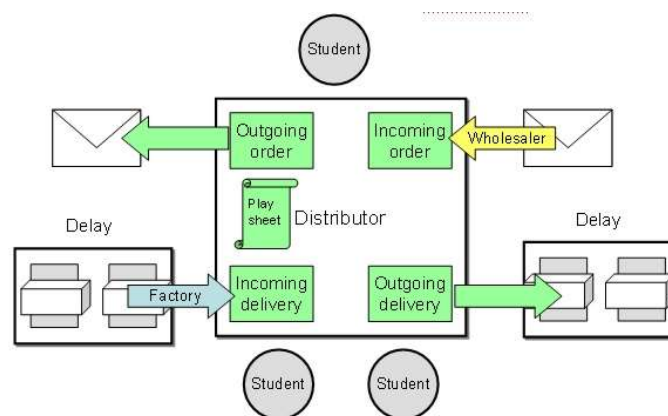 Student
Outgoing
order
Incoming
order
Wholesaler
Play
sheet
Distributor
Delay
Delay
Factory
Incoming
delivery
Outgoing
delivery
Student
Student